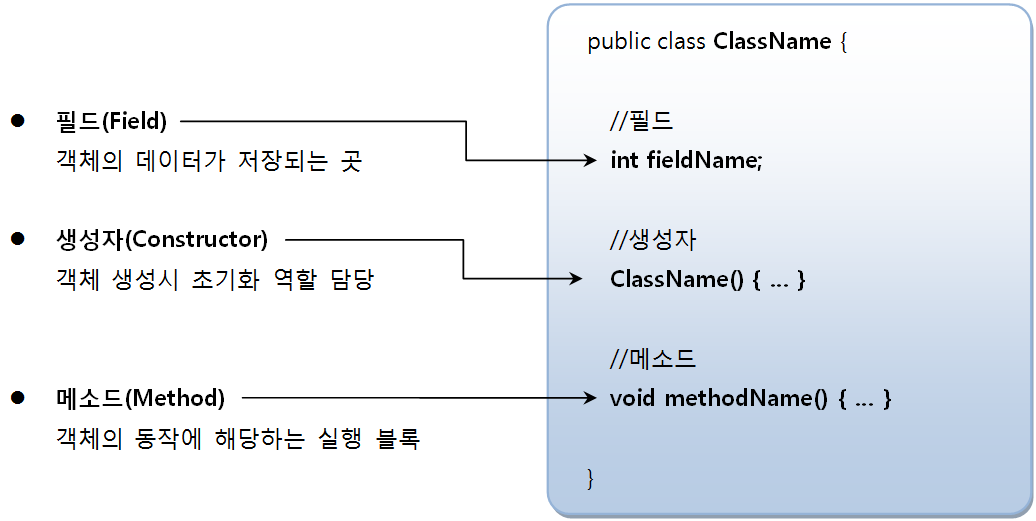 ● 필드(Field)
객체의 데이터가 저장되는 곳
● 생성자(Constructor)
객체 생성시 초기화 역할 담당
● 메소드(Method)
객체의 동작에 해당하는 실행 블록
public class ClassName {
//필드
int fieldName;
//생성자
ClassName() { ... }
//메소드
void methodName() { ... }
}